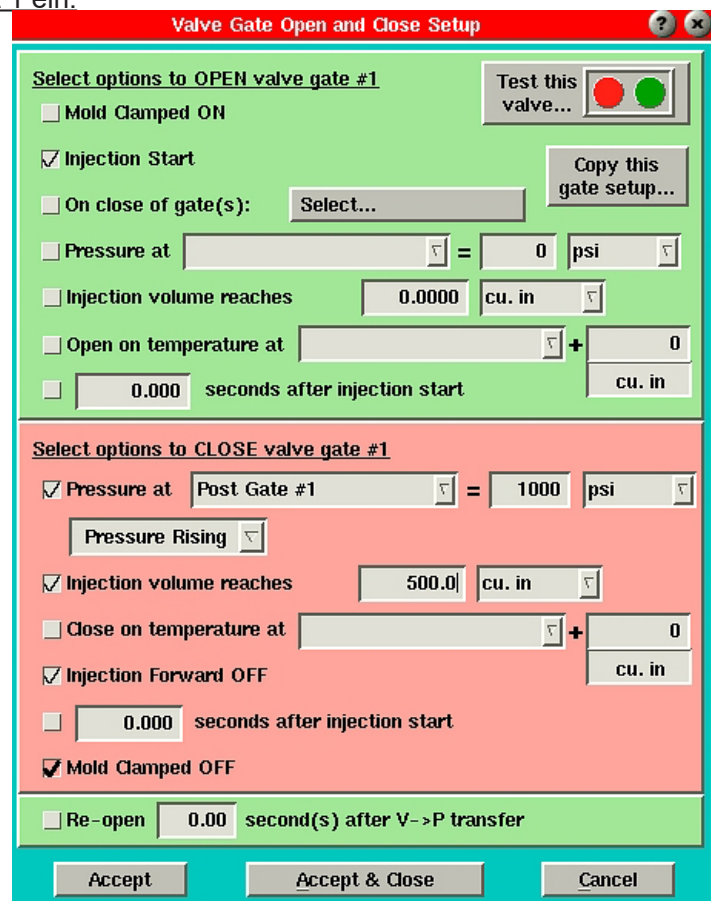 ein.
Valve Gate Open and Close Setup ? x
Select options to OPEN valve gate #1
Test this
valve...
Mold Clamped ON
Injection Start
Copy this
gate setup...
On close of gate(s): Select...
Pressure at = 0 psi
Injection volume reaches 0.0000 cu. in
Open on temperature at + 0
cu. in
0.000 seconds after injection start
Select options to CLOSE valve gate #1
Pressure at Post Gate #1 = 1000 psi
Pressure Rising
Injection volume reaches 500.0 cu. in
Close on temperature at + 0
cu. in
Injection Forward OFF
0.000 seconds after injection start
Mold Clamped OFF
Re-open 0.00 second(s) after V->P transfer
Accept Accept & Close Cancel